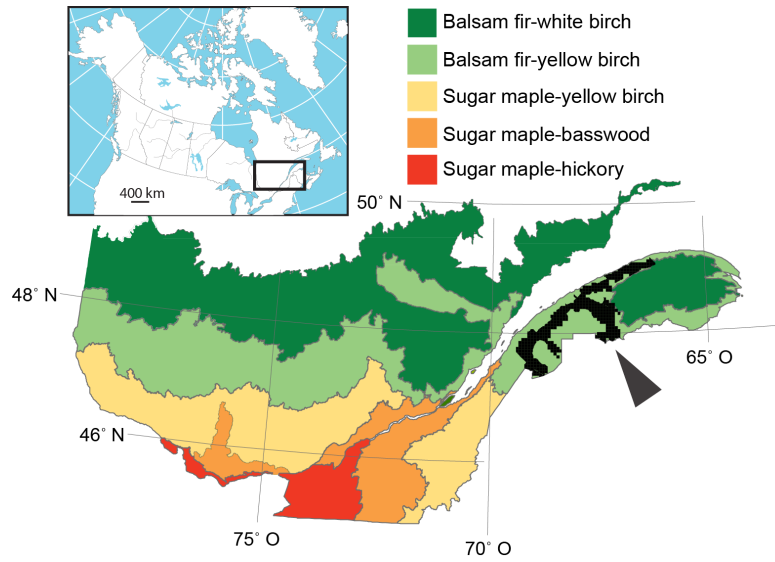 Balsam fir-white birch
Balsam fir-yellow birch
Sugar maple-yellow birch
Sugar maple-basswood
Sugar maple-hickory
400 km
50° N
48° N
65° O
46° N
75° O
70° O